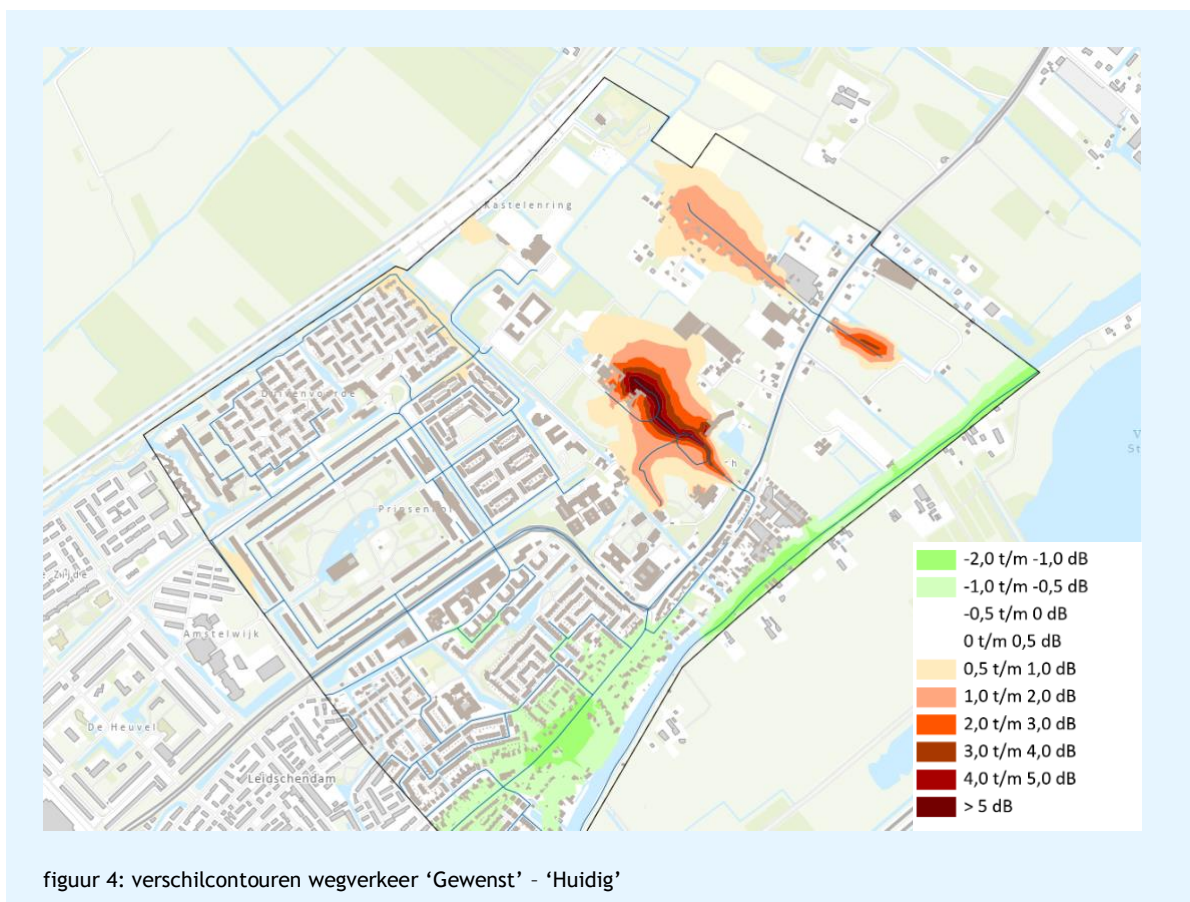 Kastelenring
Duivenvoorde
Prinsenhof
Amstelwijk
De Heuvel
Leidschendam
-2,0 t/m -1,0 dB
-1,0 t/m -0,5 dB
-0,5 t/m 0 dB
0 t/m 0,5 dB
0,5 t/m 1,0 dB
1,0 t/m 2,0 dB
2,0 t/m 3,0 dB
3,0 t/m 4,0 dB
4,0 t/m 5,0 dB
> 5 dB
figuur 4: verschilcontouren wegverkeer ‘Gewenst’ – ‘Huidig’